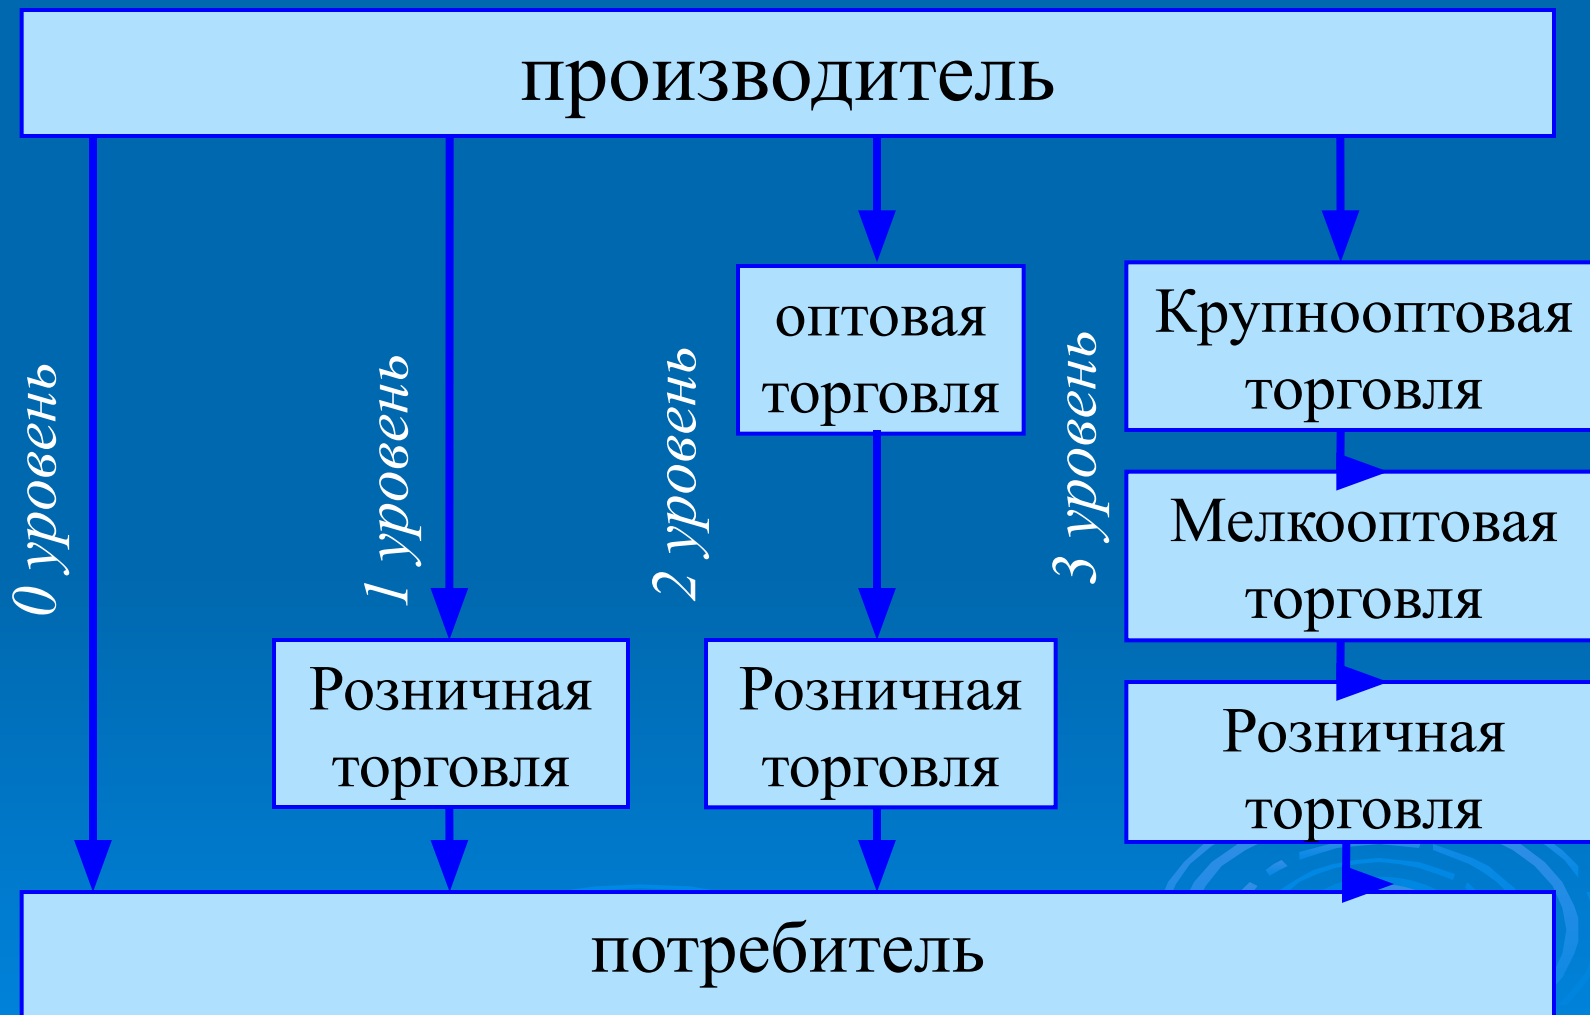 производитель
0 уровень
1 уровень
Розничная
торговля
2 уровень
оптовая
торговля
Розничная
торговля
3 уровень
Крупнооптовая
торговля
Мелкооптовая
торговля
Розничная
торговля
потребитель